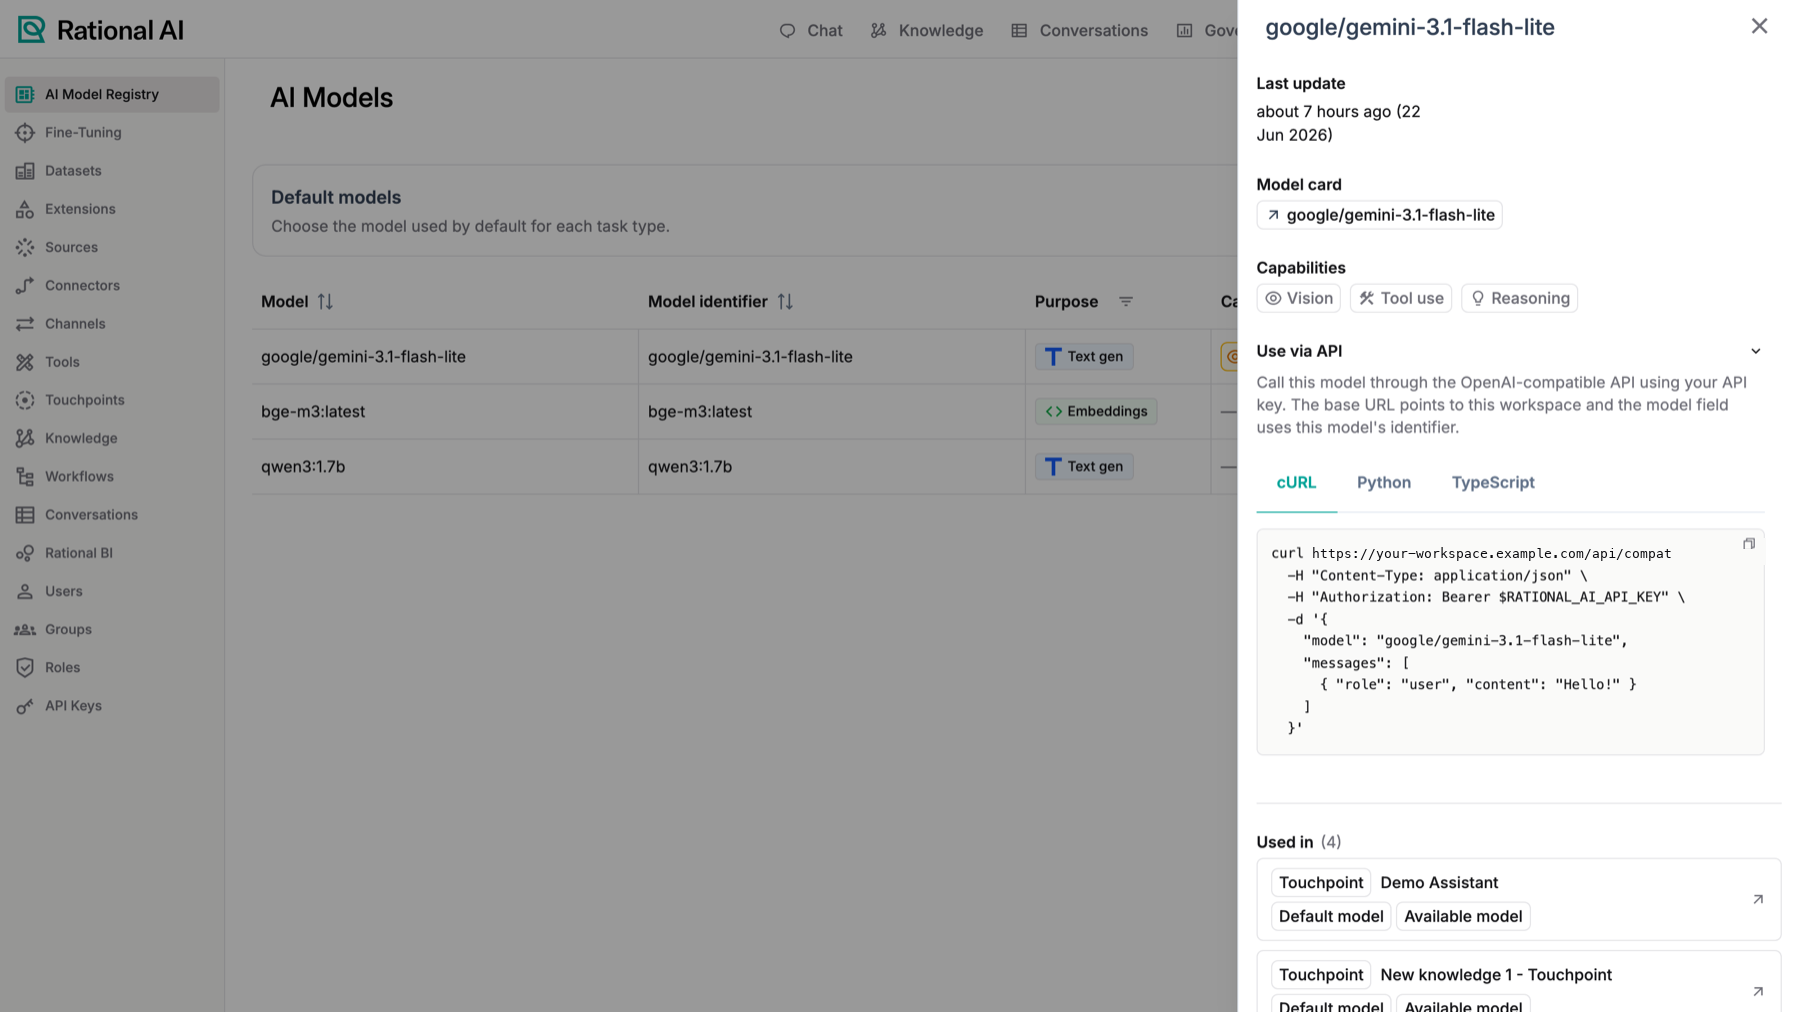 Rational AI
Chat
Knowledge
Conversations
AI Model Registry
Fine-Tuning
Datasets
Extensions
Sources
Connectors
Channels
Tools
Touchpoints
Knowledge
Workflows
Conversations
Rational BI
Users
Groups
Roles
API Keys
AI Models
Default models
Choose the model used by default for each task type.
Model Model identifier Purpose
google/gemini-3.1-flash-lite google/gemini-3.1-flash-lite Text gen
bge-m3:latest bge-m3:latest Embeddings —
qwen3:1.7b qwen3:1.7b Text gen —
google/gemini-3.1-flash-lite
Last update
about 7 hours ago (22
Jun 2026)
Model card
google/gemini-3.1-flash-lite
Capabilities
Vision Tool use Reasoning
Use via API
Call this model through the OpenAI-compatible API using your API
key. The base URL points to this workspace and the model field
uses this model's identifier.
cURL Python TypeScript
curl https://your-workspace.example.com/api/compat
-H "Content-Type: application/json" \
-H "Authorization: Bearer $RATIONAL_AI_API_KEY" \
-d '{
"model": "google/gemini-3.1-flash-lite",
"messages": [
{ "role": "user", "content": "Hello!" }
]
}'
Used in (4)
Touchpoint Demo Assistant
Default model Available model
Touchpoint New knowledge 1 - Touchpoint
Default model Available model